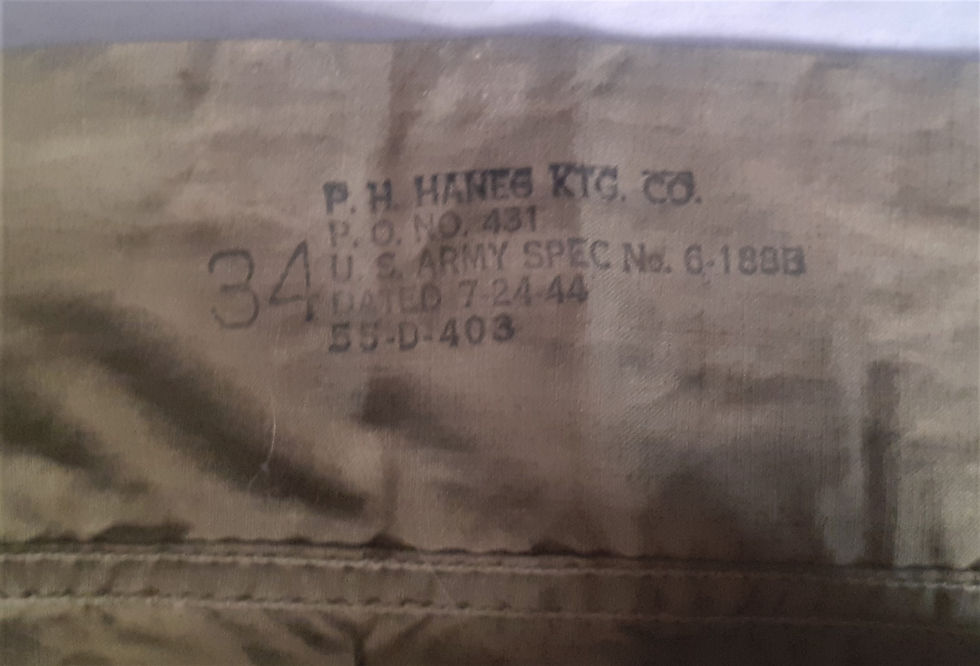 P. H. HANES KTG. CO.
P. O. NO. 431
34 U. S. ARMY SPEC No. 6-188B
DATED 7-24-44
55-D-403